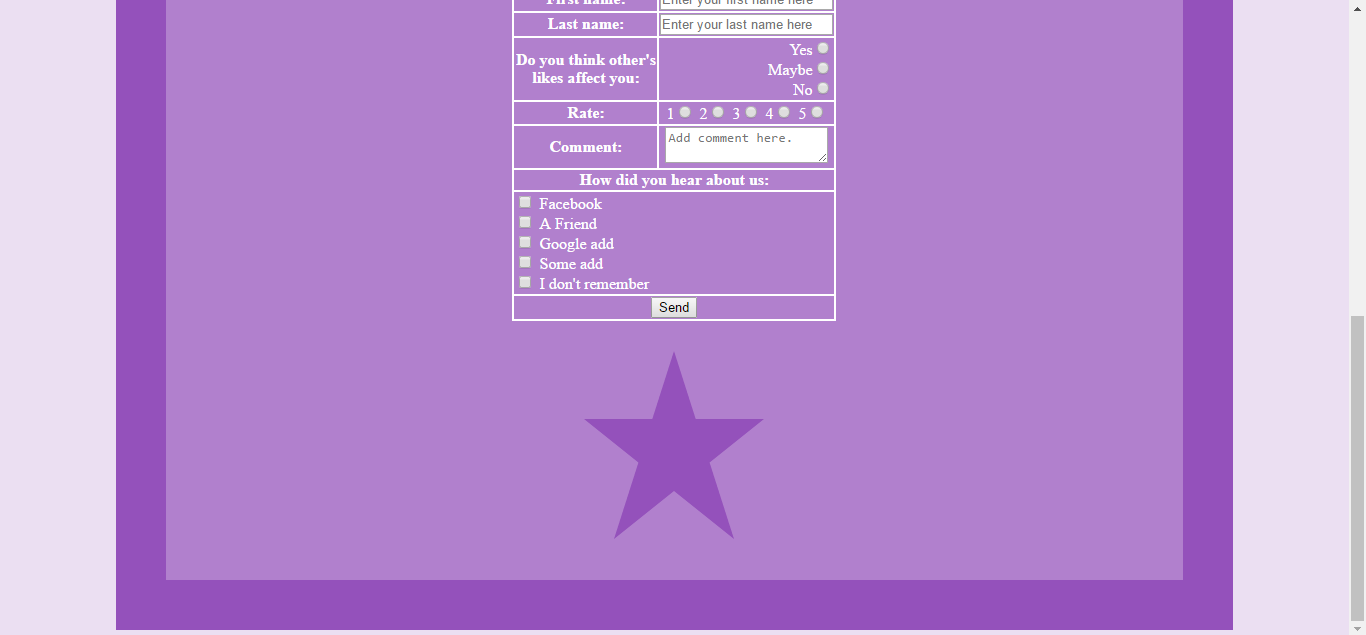 First name: Enter your first name here
Last name: Enter your last name here
Do you think other's
likes affect you:
Yes
Maybe
No
Rate: 1 2 3 4 5
Comment: Add comment here.
How did you hear about us:
Facebook
A Friend
Google add
Some add
I don't remember
Send